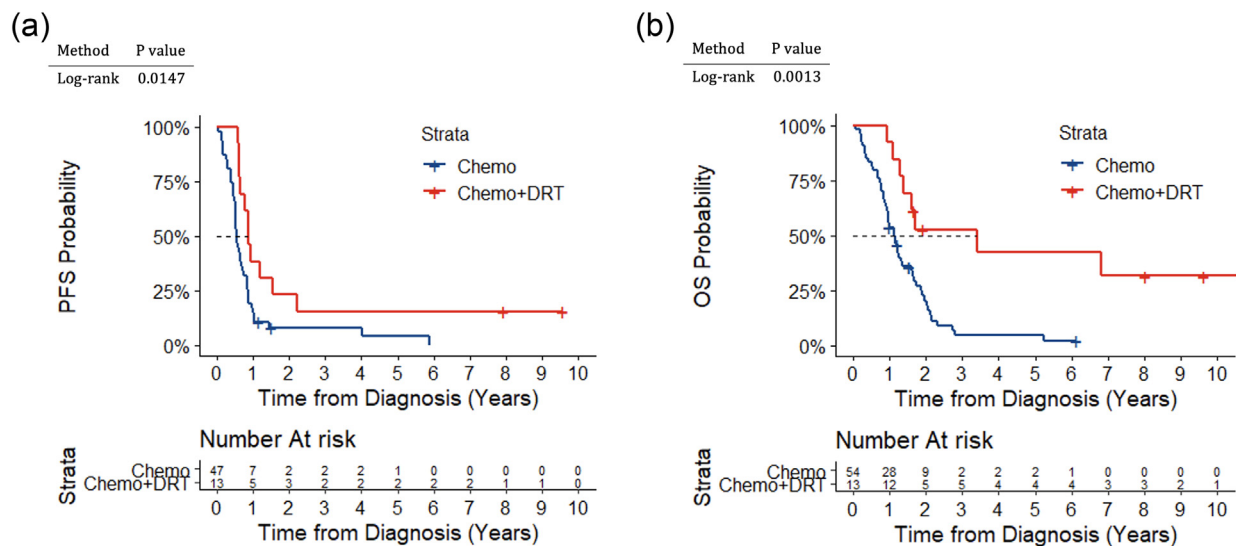 (a)
Method P value
Log-rank 0.0147
PFS Probability
100%
75%
50%
25%
0%
Strata
Chemo
Chemo+DRT
0 1 2 3 4 5 6 7 8 9 10
Time from Diagnosis (Years)
Number At risk
Strata
Chemo 47 7 2 2 2 1 0 0 0 0 0
Chemo+DRT 13 5 3 2 2 2 2 2 1 1 0
0 1 2 3 4 5 6 7 8 9 10
Time from Diagnosis (Years)
(b)
Method P value
Log-rank 0.0013
OS Probability
100%
75%
50%
25%
0%
Strata
Chemo
Chemo+DRT
0 1 2 3 4 5 6 7 8 9 10
Time from Diagnosis (Years)
Number At risk
Strata
Chemo 54 28 9 2 2 2 1 0 0 0 0
Chemo+DRT 13 12 5 5 4 4 4 3 3 2 1
0 1 2 3 4 5 6 7 8 9 10
Time from Diagnosis (Years)